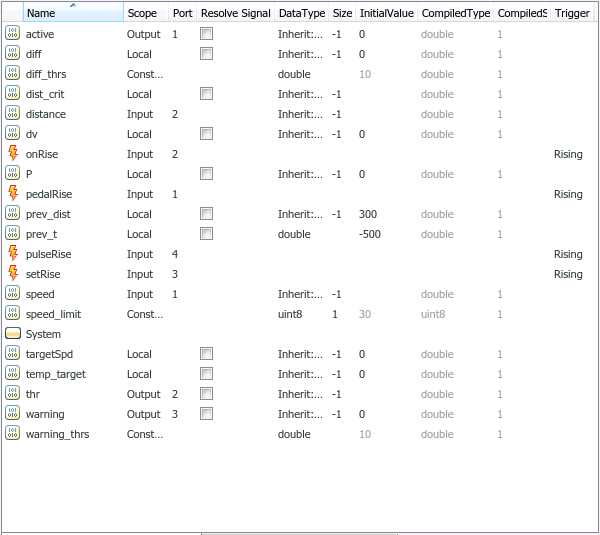 Name Scope Port Resolve Signal DataType Size InitialValue CompiledType CompiledS Trigger
active Output 1 Inherit:... -1 0 double 1
diff Local Inherit:... -1 0 double 1
diff_thrs Const... double 10 double 1
dist_crit Local Inherit:... -1 double 1
distance Input 2 Inherit:... -1 double 1
dv Local Inherit:... -1 0 double 1
onRise Input 2 Rising
P Local Inherit:... -1 0 double 1
pedalRise Input 1 Rising
prev_dist Local Inherit:... -1 300 double 1
prev_t Local double -500 double 1
pulseRise Input 4 Rising
setRise Input 3 Rising
speed Input 1 Inherit:... -1 double 1
speed_limit Const... uint8 1 30 uint8 1
System
targetSpd Local Inherit:... -1 0 double 1
temp_target Local Inherit:... -1 0 double 1
thr Output 2 Inherit:... -1 double 1
warning Output 3 Inherit:... -1 0 double 1
warning_thrs Const... double 10 double 1